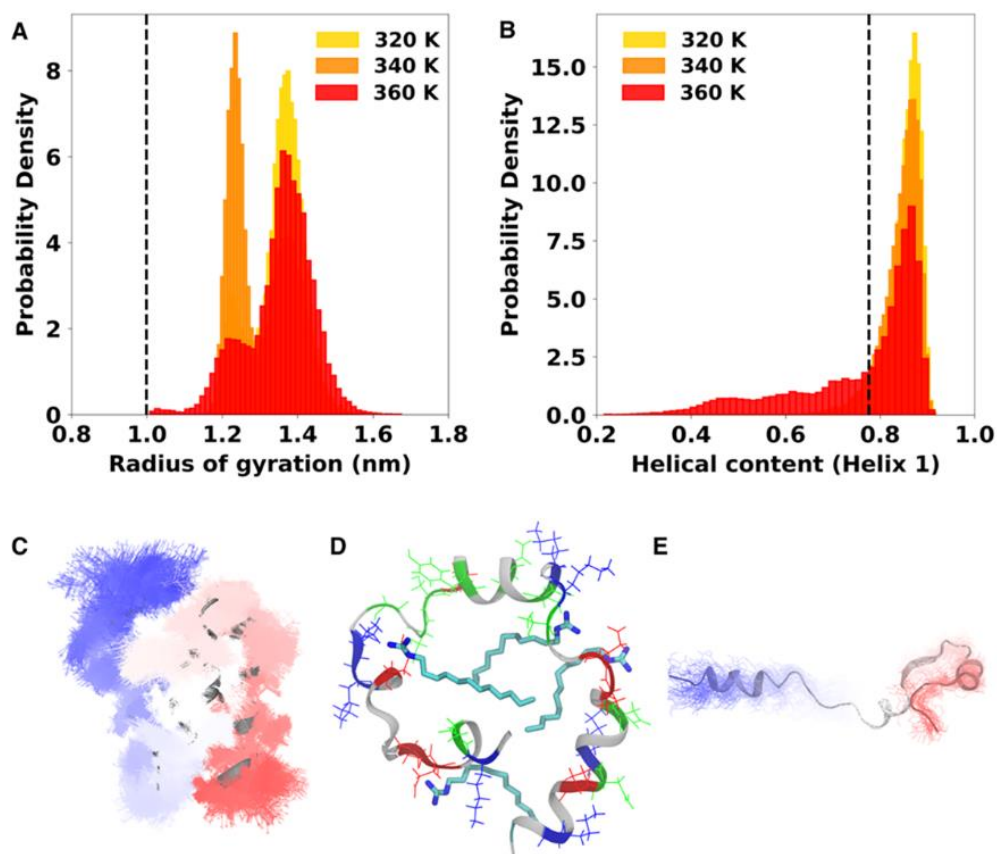 A
320 K
340 K
360 K
Probability Density
8
6
4
2
0
0.8 1.0 1.2 1.4 1.6 1.8
Radius of gyration (nm)
B
320 K
340 K
360 K
Probability Density
15.0
12.5
10.0
7.5
5.0
2.5
0.0
0.2 0.4 0.6 0.8 1.0
Helical content (Helix 1)
C
D
E